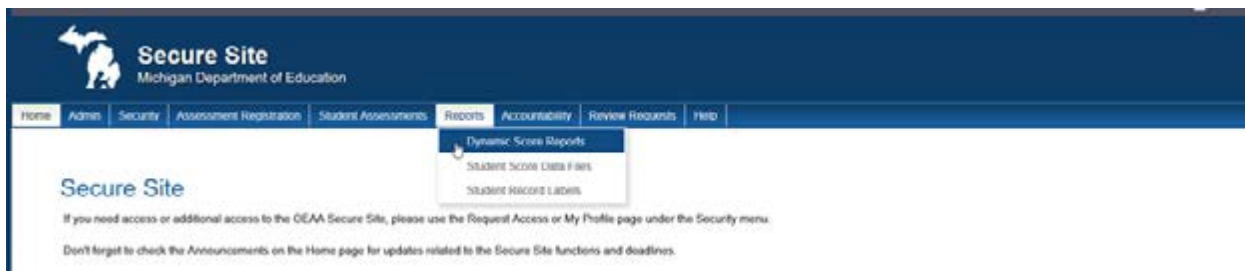 Secure Site
Michigan Department of Education
Home Admin Security Assessment Registration Student Assessments Reports Accountability Review Requests Help
Dynamic Score Reports
Student Score Data Files
Student Record Labels
Secure Site
If you need access or additional access to the OEAA Secure Site, please use the Request Access or My Profile page under the Security menu.
Don't forget to check the Announcements on the Home page for updates related to the Secure Site functions and deadlines.